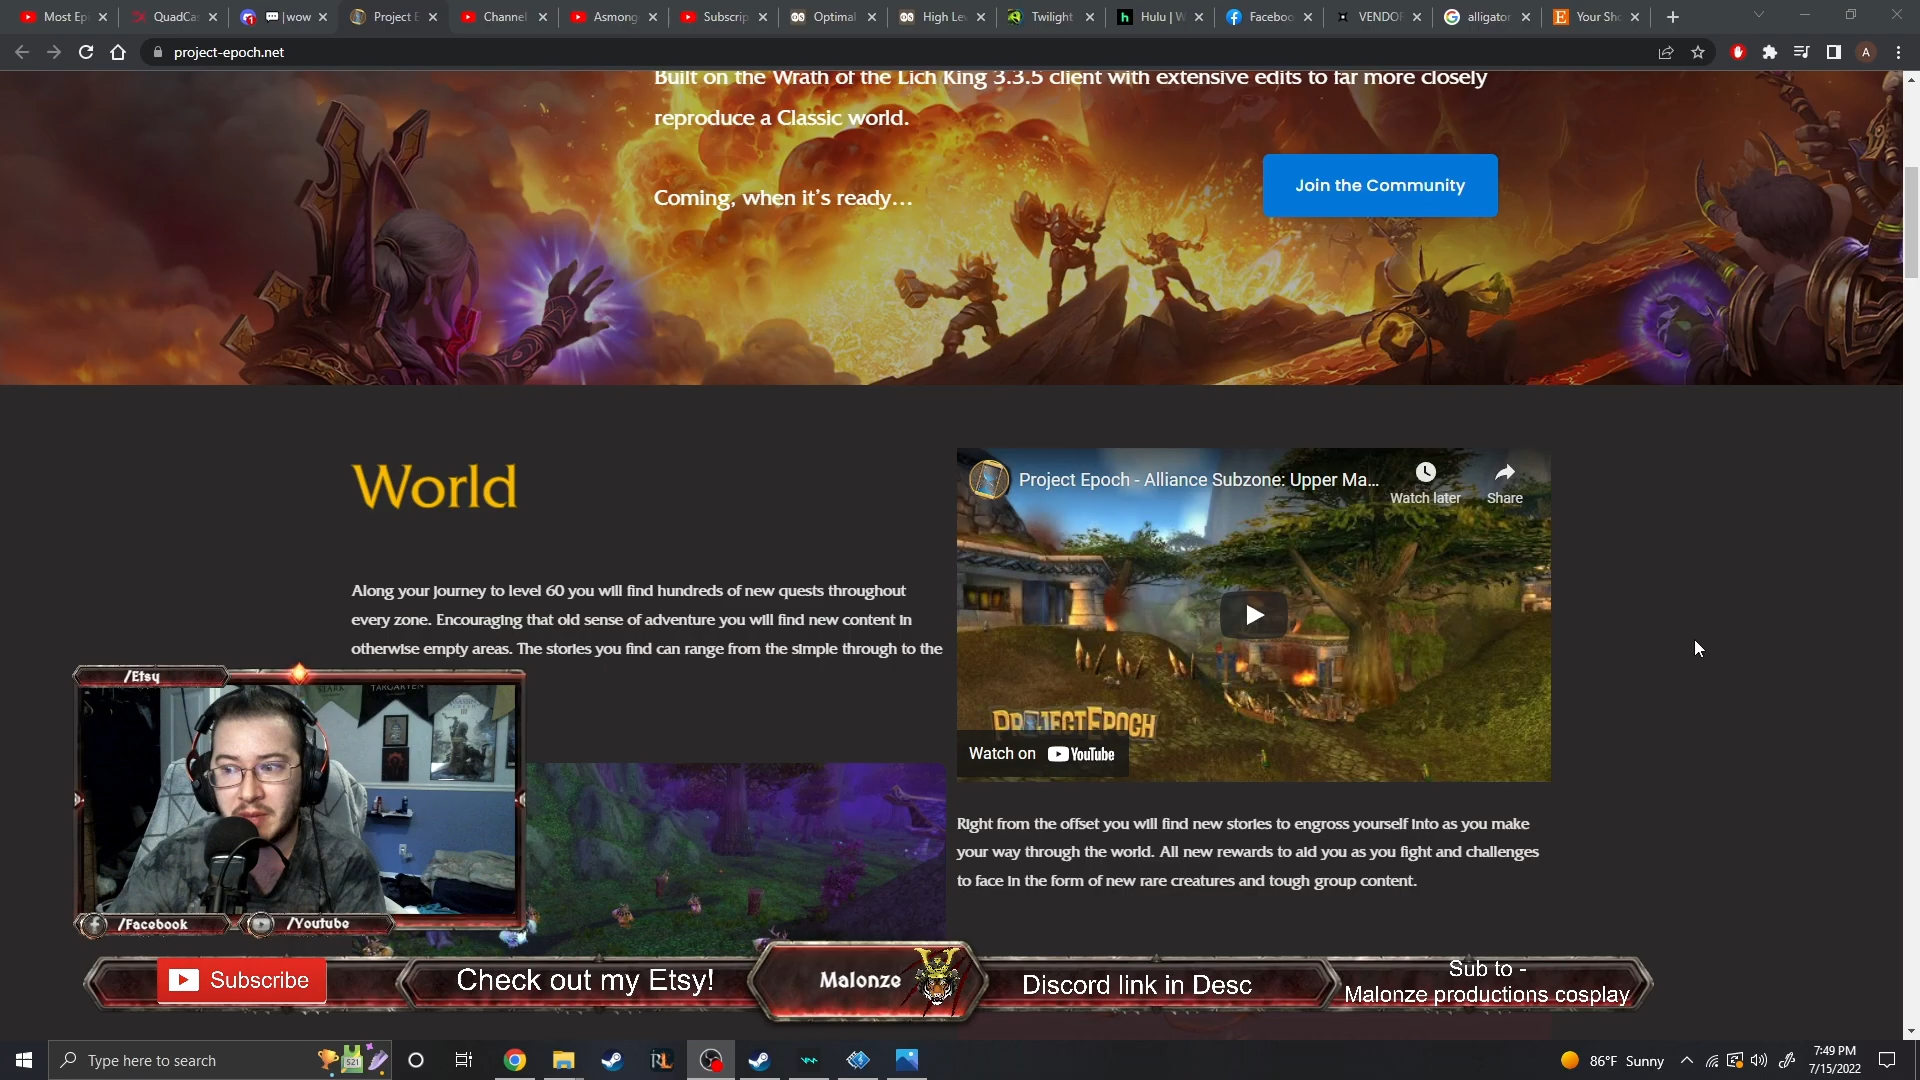 Most Ep
QuadCa
|wow
Project E
Channel
Asmong
Subscrip
Optimal
High Le
Twilight
Hulu | W
Faceboo
VENDOR
alligator
Your Sh
project-epoch.net
Built on the Wrath of the Lich King 3.3.5 client with extensive edits to far more closely
reproduce a Classic world.
Coming, when it's ready...
Join the Community
World
Along your journey to level 60 you will find hundreds of new quests throughout
every zone. Encouraging that old sense of adventure you will find new content in
otherwise empty areas. The stories you find can range from the simple through to the
Project Epoch - Alliance Subzone: Upper Ma...
Watch later
Share
PROJECT EPOCH
Watch on YouTube
Right from the offset you will find new stories to engross yourself into as you make
your way through the world. All new rewards to aid you as you fight and challenges
to face in the form of new rare creatures and tough group content.
/Etsy
STARK
TARGARYEN
/Facebook
/Youtube
Subscribe
Check out my Etsy!
Malonze
Discord link in Desc
Sub to -
Malonze productions cosplay
Type here to search
86°F Sunny
7:49 PM
7/15/2022